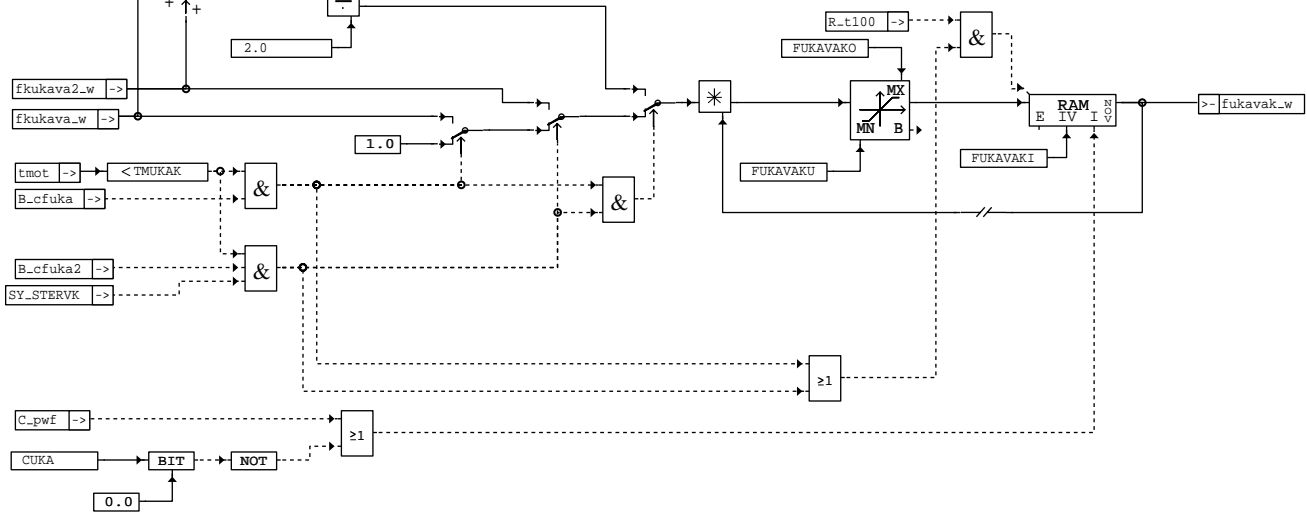 + +
÷
R_t100 ->
&
2.0
FUKAVAKO
fkukava2_w ->
MX
MN B
RAM
E IV I
NOV
>- fukavak_w
fkukava_w ->
*
1.0
FUKAVAKI
tmot -> <TMUKAK
&
FUKAVAKU
B_cfuka ->
&
B_cfuka2 ->
&
SY_STERVK ->
≥1
C_pwf ->
≥1
CUKA
BIT
NOT
0.0